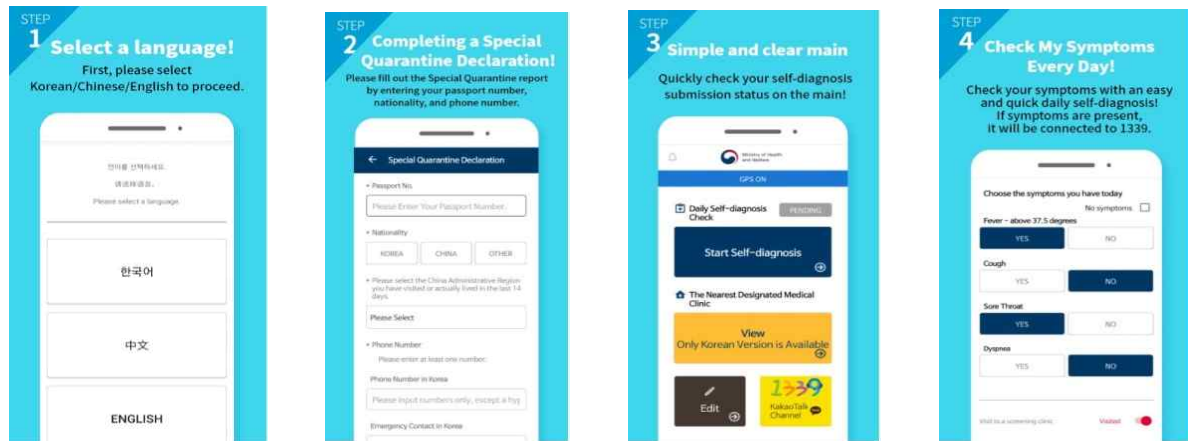 STEP
1 Select a language!
First, please select
Korean/Chinese/English to proceed.
언어를 선택하세요.
请选择语言。
Please select a language.
한국어
中文
ENGLISH
STEP
2 Completing a Special
Quarantine Declaration!
Please fill out the Special Quarantine report
by entering your passport number,
nationality, and phone number.
← Special Quarantine Declaration
• Passport No.
Please Enter Your Passport Number.
• Nationality
KOREA CHINA OTHER
• Please select the China Administrative Region
you have visited or actually lived in the last 14
days.
Please Select
• Phone Number
Please enter at least one number.
Phone Number in Korea
Please input numbers only, except a hyp
Emergency Contact in Korea
STEP
3 Simple and clear main
Quickly check your self-diagnosis
submission status on the main!
Ministry of Health
and Welfare
GPS ON
Daily Self-diagnosis
Check
PENDING
Start Self-diagnosis
The Nearest Designated Medical
Clinic
View
Only Korean Version is Available
Edit
1339
KakaoTalk
Channel
STEP
4 Check My Symptoms
Every Day!
Check your symptoms with an easy
and quick daily self-diagnosis!
If symptoms are present,
it will be connected to 1339.
Choose the symptoms you have today
No symptoms
Fever - above 37.5 degrees
YES NO
Cough
YES NO
Sore Throat
YES NO
Dyspnea
YES NO
Visit to a screening clinic Visited